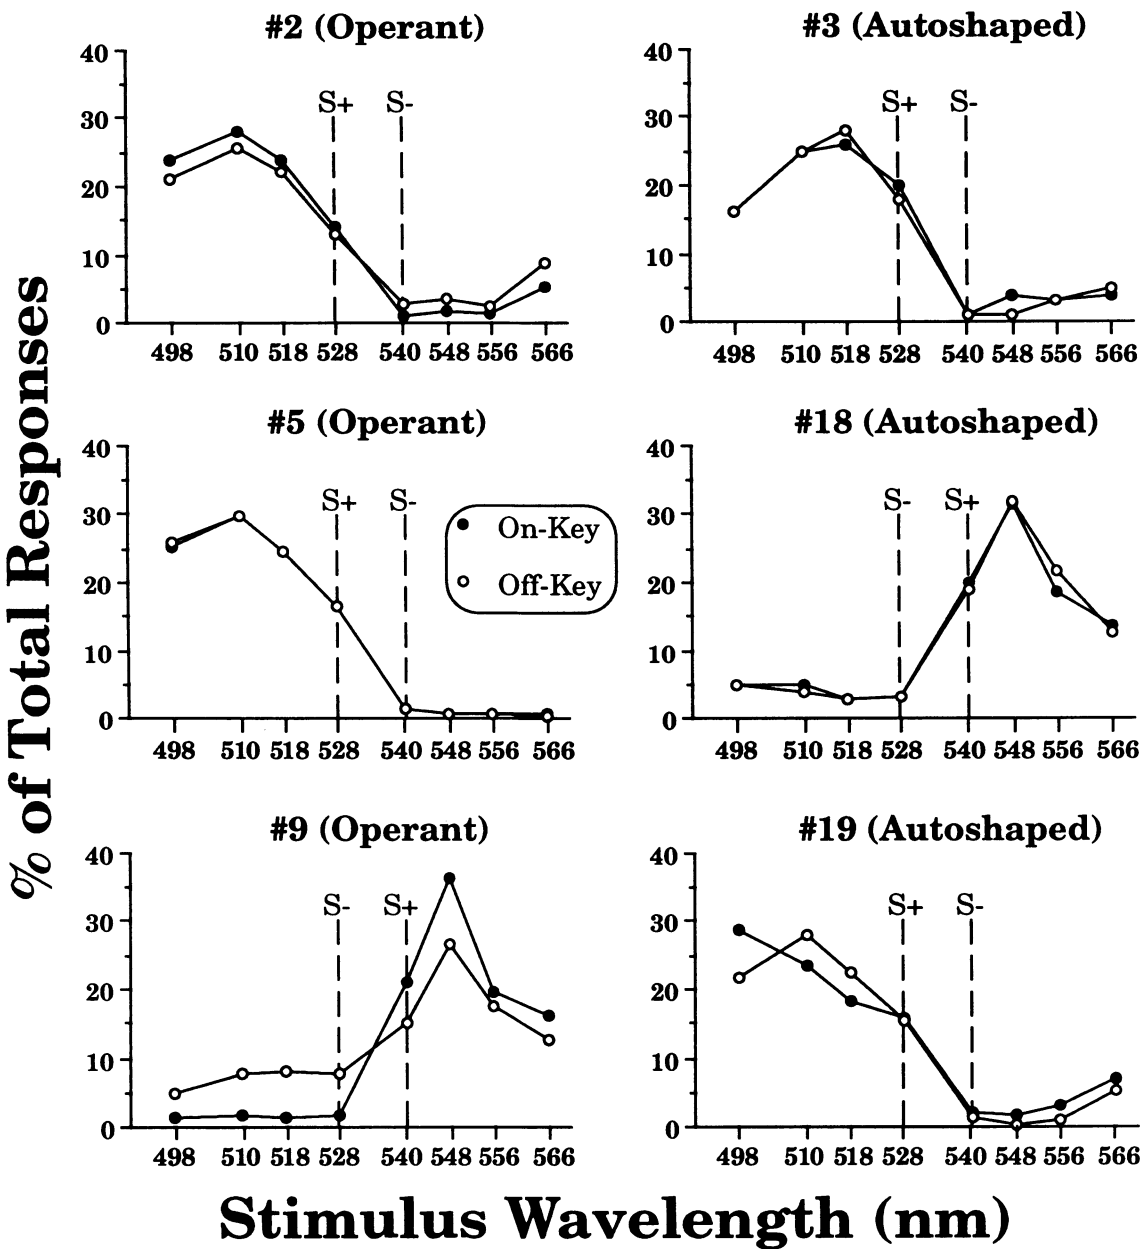 % of Total Responses
#2 (Operant)
40
30
20
10
0
S+ S-
498 510 518 528 540 548 556 566
#3 (Autoshaped)
40
30
20
10
0
S+ S-
498 510 518 528 540 548 556 566
#5 (Operant)
40
30
20
10
0
S+ S-
498 510 518 528 540 548 556 566
On-Key
Off-Key
#18 (Autoshaped)
40
30
20
10
0
S- S+
498 510 518 528 540 548 556 566
#9 (Operant)
40
30
20
10
0
S- S+
498 510 518 528 540 548 556 566
#19 (Autoshaped)
40
30
20
10
0
S+ S-
498 510 518 528 540 548 556 566
Stimulus Wavelength (nm)